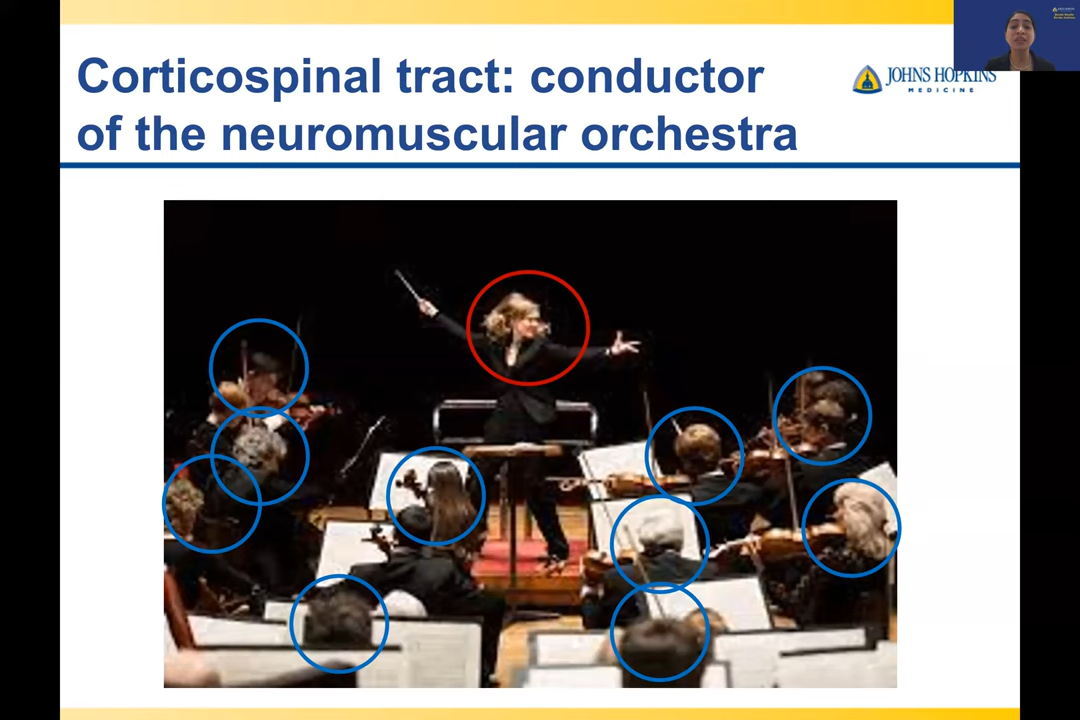 Corticospinal tract: conductor
of the neuromuscular orchestra
JOHNS HOPKINS
MEDICINE